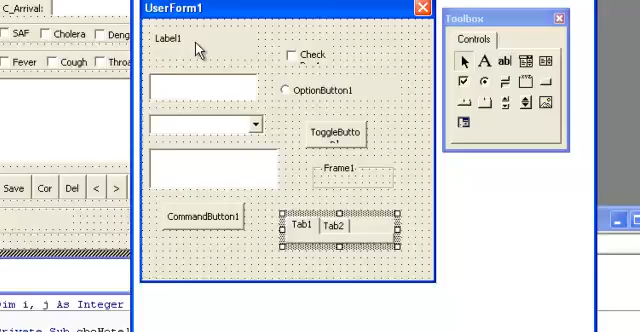 C_Arrival:
SAF Cholera Deng
Fever Cough Throa
Save Cor Del < >
Dim i, j As Integer
Private Sub cboHotel
UserForm1
Label1
Check
OptionButton1
ToggleButto
Frame1
CommandButton1
Tab1 Tab2
Toolbox
Controls
A ab|